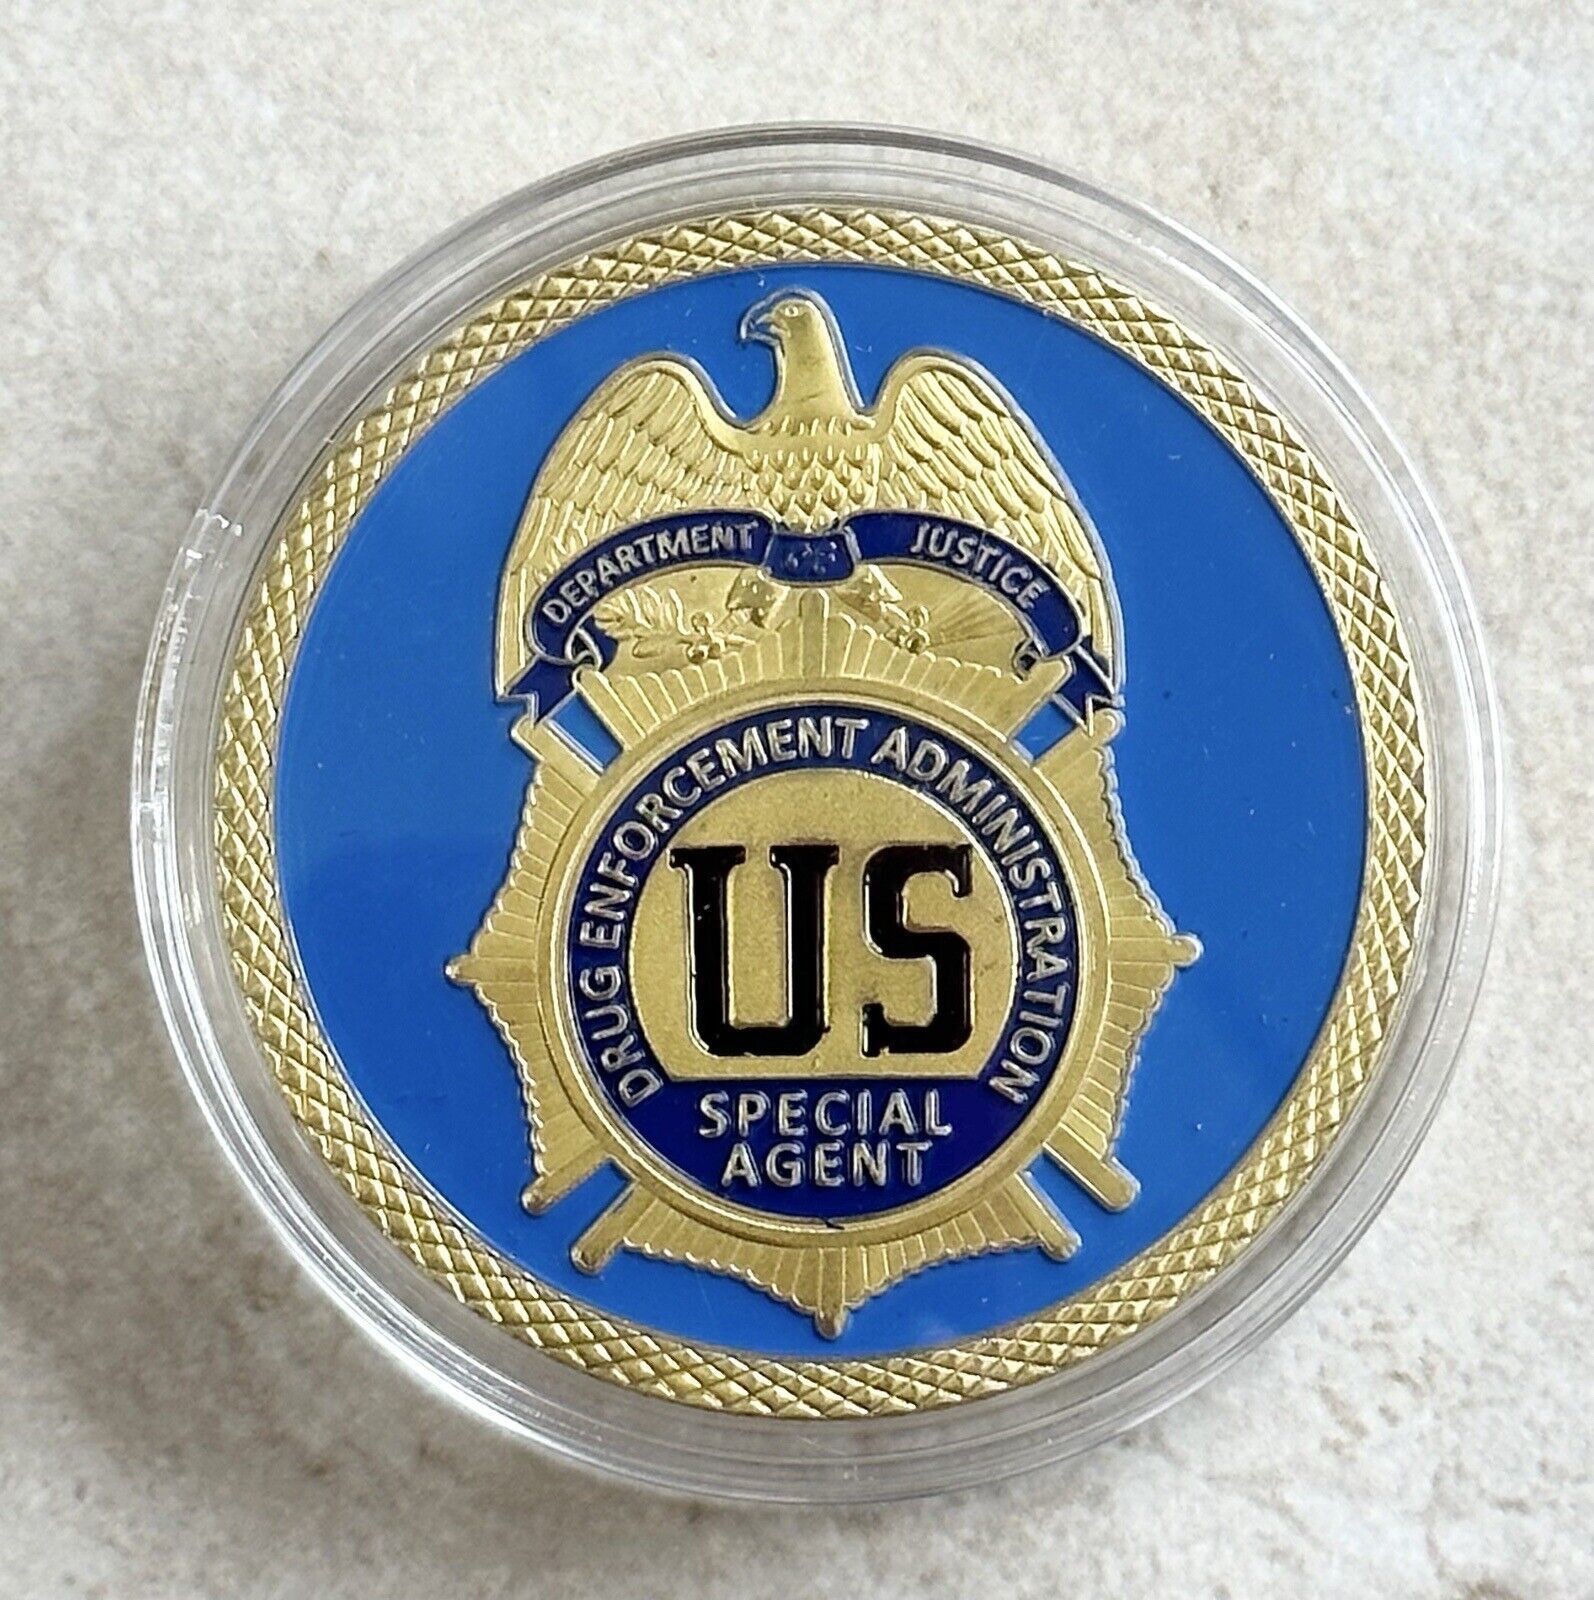 DEPARTMENT JUSTICE
DRUG ENFORCEMENT ADMINISTRATION
US
SPECIAL
AGENT